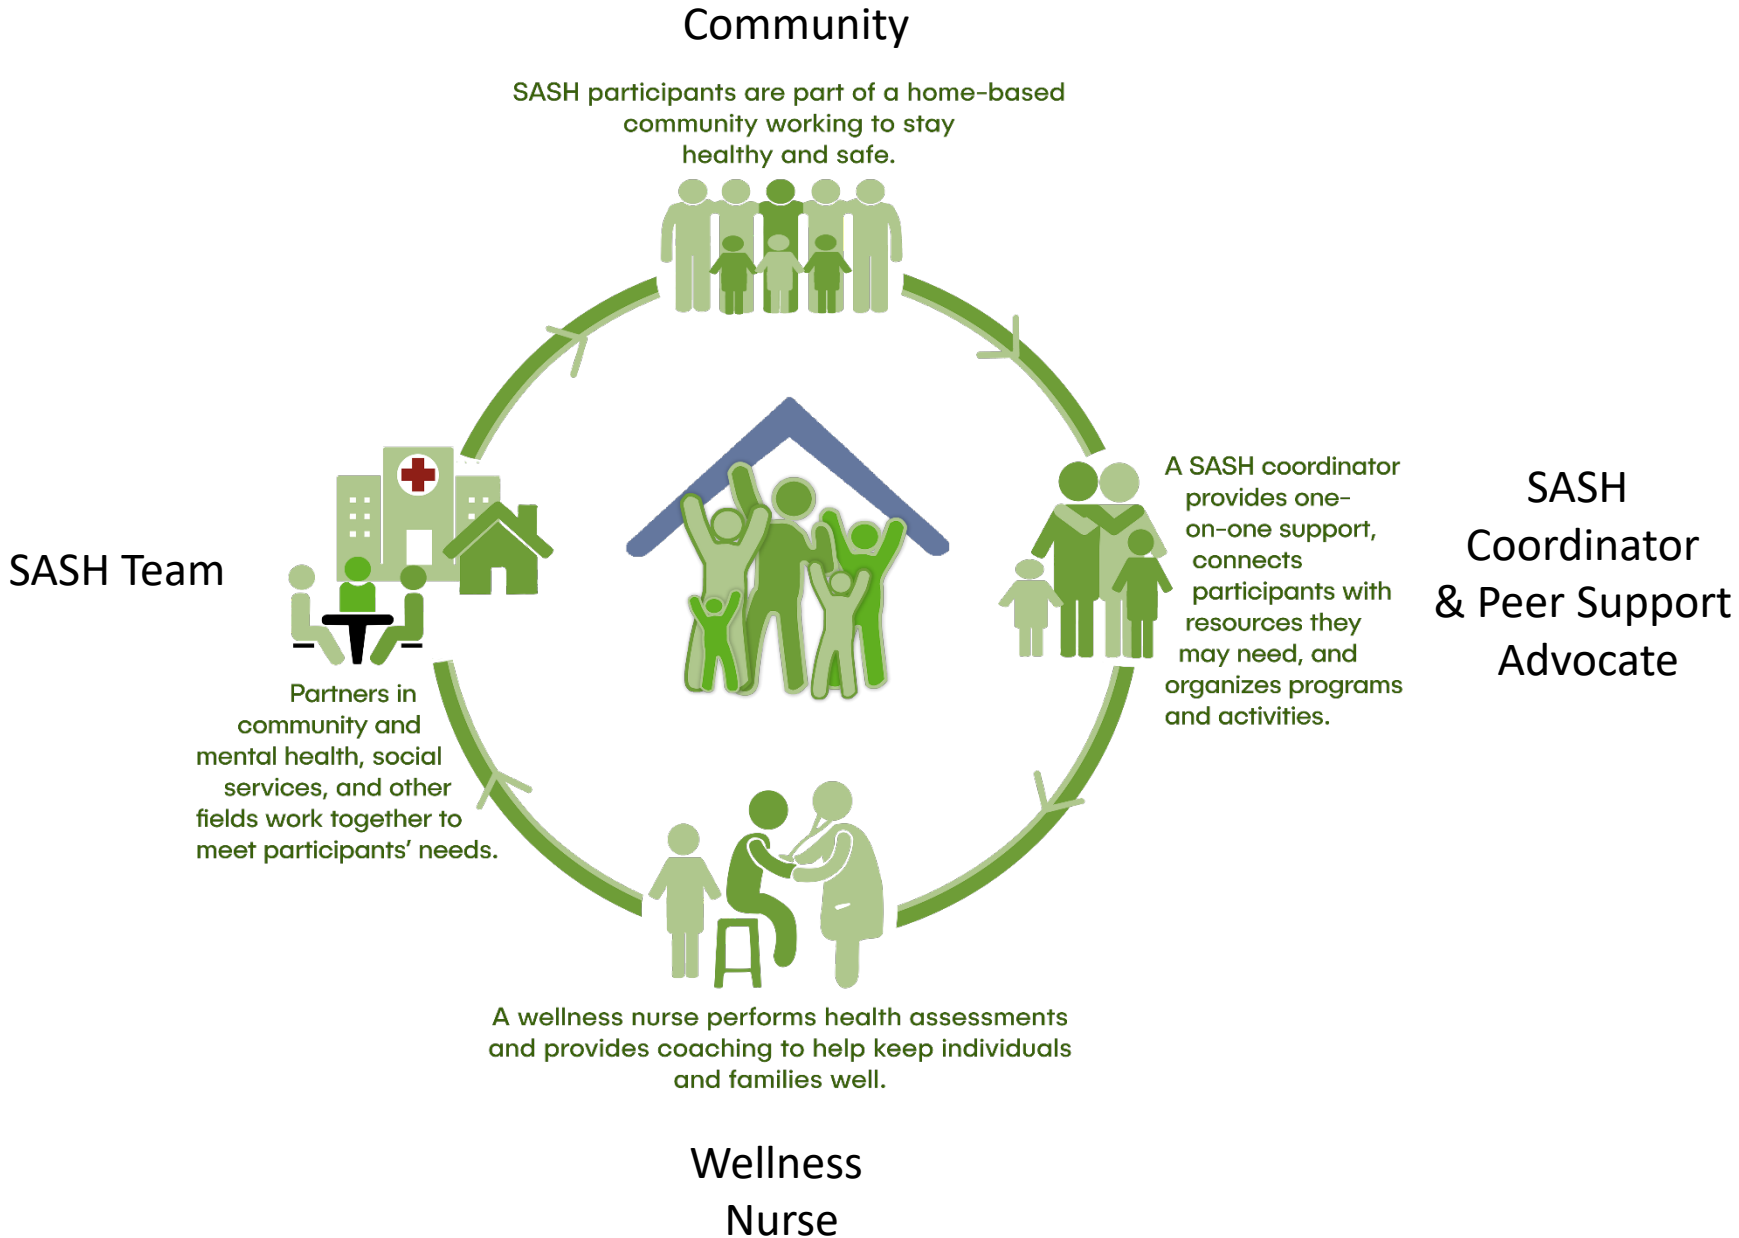 Community
SASH participants are part of a home-based
community working to stay
healthy and safe.
A SASH coordinator
provides one-
on-one support,
connects
participants with
resources they
may need, and
organizes programs
and activities.
SASH
Coordinator
& Peer Support
Advocate
SASH Team
Partners in
community and
mental health, social
services, and other
fields work together to
meet participants’ needs.
A wellness nurse performs health assessments
and provides coaching to help keep individuals
and families well.
Wellness
Nurse